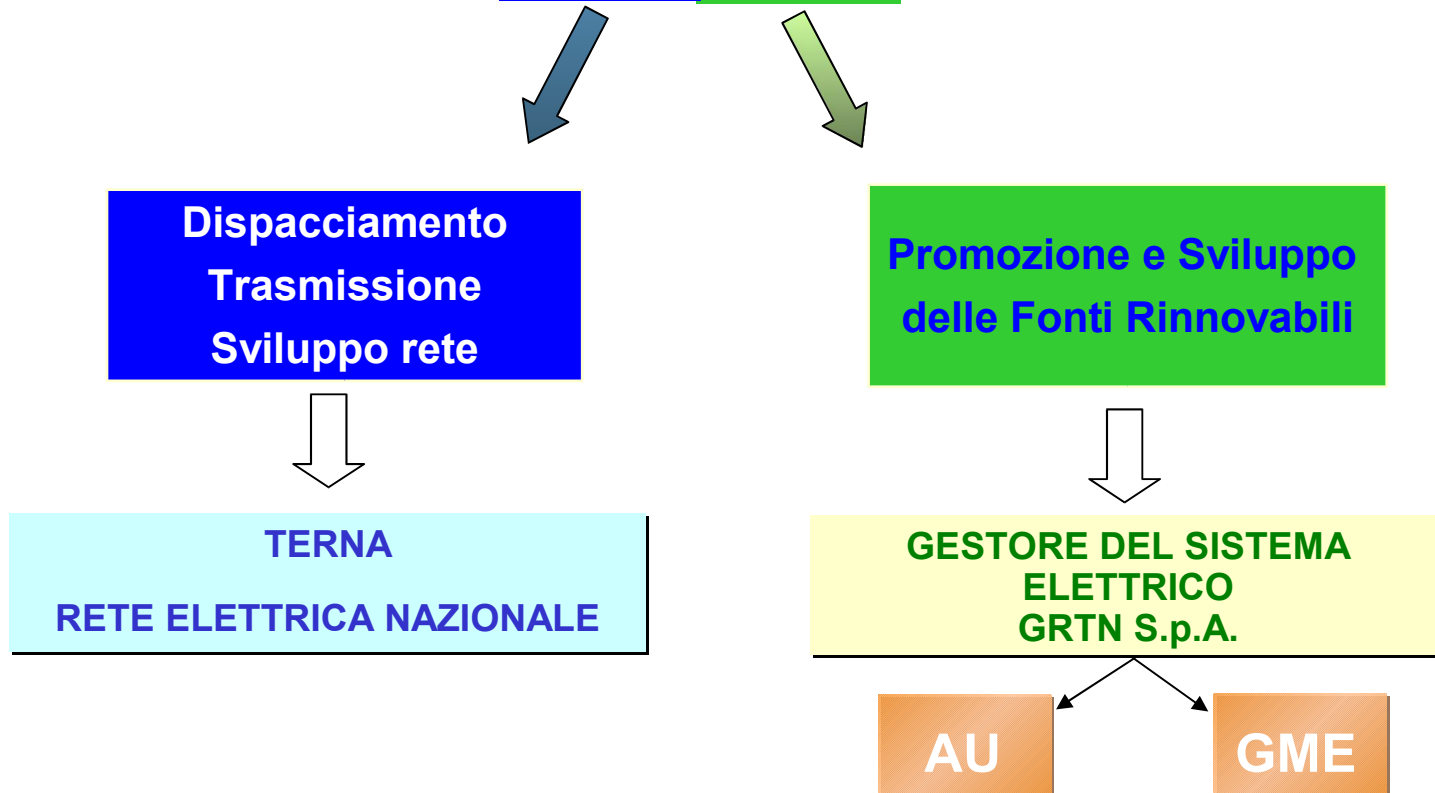 Dispacciamento
Trasmissione
Sviluppo rete
Promozione e Sviluppo
delle Fonti Rinnovabili
TERNA
RETE ELETTRICA NAZIONALE
GESTORE DEL SISTEMA
ELETTRICO
GRTN S.p.A.
AU
GME